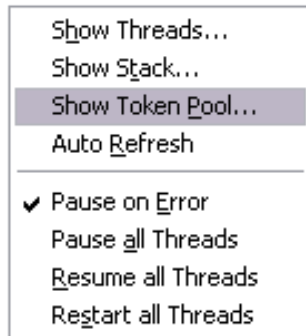 Show Threads...
Show Stack...
Show Token Pool...
Auto Refresh
Pause on Error
Pause all Threads
Resume all Threads
Restart all Threads